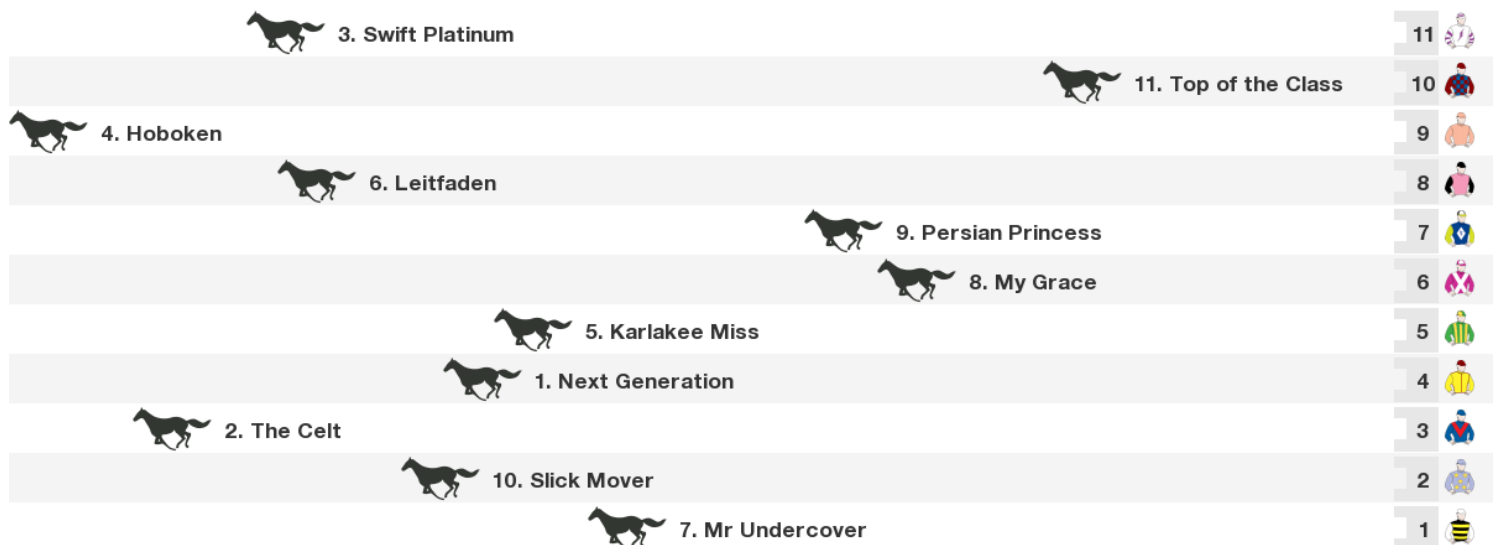 3. Swift Platinum 11
11. Top of the Class 10
4. Hoboken 9
6. Leitfaden 8
9. Persian Princess 7
8. My Grace 6
5. Karlakee Miss 5
1. Next Generation 4
2. The Celt 3
10. Slick Mover 2
7. Mr Undercover 1